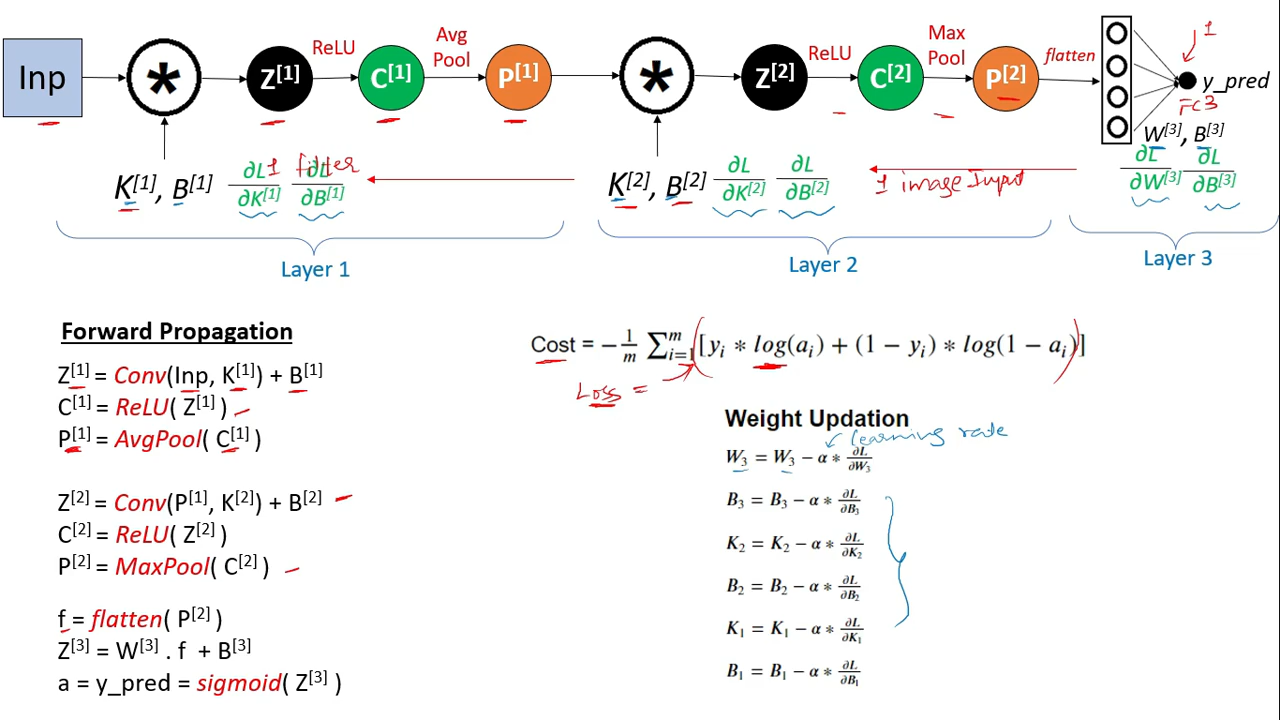 Inp
*
Z[1]
ReLU
C[1]
Avg
Pool
P[1]
*
Z[2]
ReLU
C[2]
Max
Pool
P[2]
flatten
1
y_pred
FC3
W[3], B[3]
K[1], B[1]
∂L/∂K[1] ∂L/∂B[1]
1 filter
K[2], B[2]
∂L/∂K[2] ∂L/∂B[2]
1 image Input
∂L/∂W[3] ∂L/∂B[3]
Layer 1
Layer 2
Layer 3
Forward Propagation
Z[1] = Conv(Inp, K[1]) + B[1]
C[1] = ReLU( Z[1] )
P[1] = AvgPool( C[1] )
Z[2] = Conv(P[1], K[2]) + B[2]
C[2] = ReLU( Z[2] )
P[2] = MaxPool( C[2] )
f = flatten( P[2] )
Z[3] = W[3] . f + B[3]
a = y_pred = sigmoid( Z[3] )
Cost = − 1/m ∑ᵐᵢ₌₁ [yᵢ ∗ log(aᵢ) + (1 − yᵢ) ∗ log(1 − aᵢ)]
Loss =
Weight Updation
learning rate
W₃ = W₃ − α ∗ ∂L/∂W₃
B₃ = B₃ − α ∗ ∂L/∂B₃
K₂ = K₂ − α ∗ ∂L/∂K₂
B₂ = B₂ − α ∗ ∂L/∂B₂
K₁ = K₁ − α ∗ ∂L/∂K₁
B₁ = B₁ − α ∗ ∂L/∂B₁